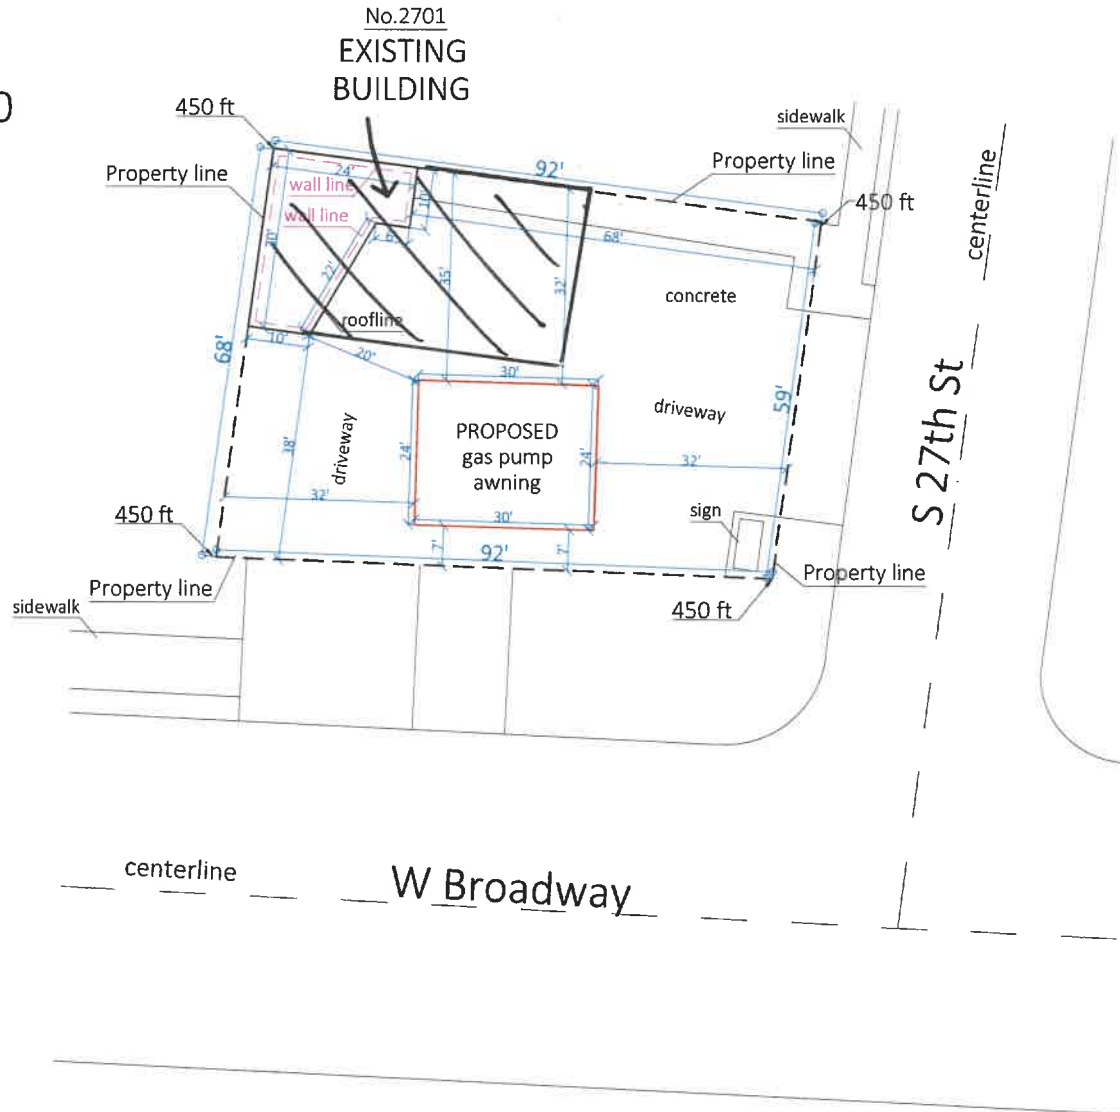 No.2701
EXISTING
BUILDING
450 ft
sidewalk
Property line
92'
Property line
24'
wall line
wall line
10'
450 ft
centerline
68'
30'
6'
22'
35'
32'
concrete
roofline
10'
20'
68'
30'
59'
driveway
S 27th St
38'
driveway
24'
PROPOSED
gas pump
awning
24'
32'
32'
30'
sign
450 ft
7'
92'
7'
Property line
Property line
450 ft
sidewalk
centerline
W Broadway